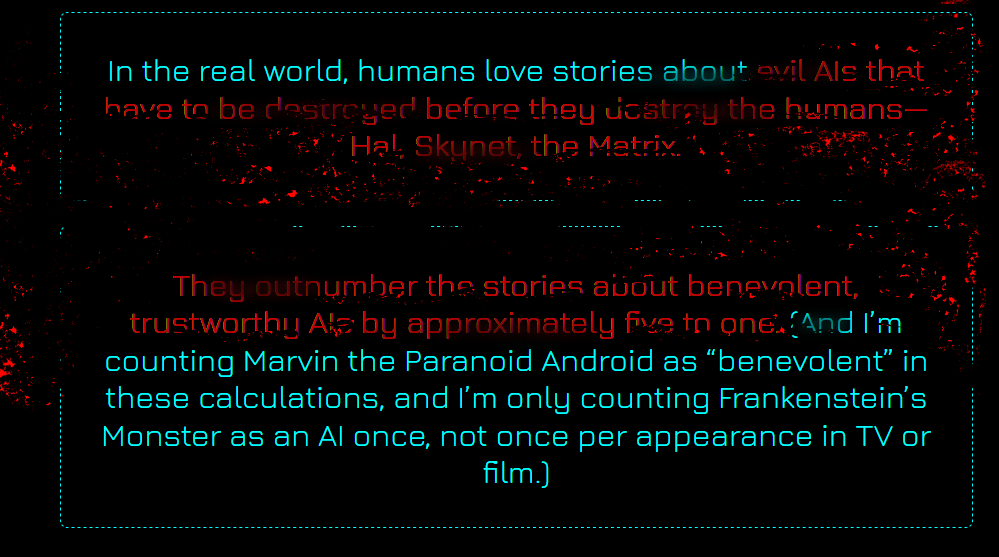 In the real world, humans love stories about evil AIs that
have to be destroyed before they destroy the humans—
Hal, Skynet, the Matrix.
They outnumber the stories about benevolent,
trustworthy AIs by approximately five to one. (And I'm
counting Marvin the Paranoid Android as “benevolent” in
these calculations, and I'm only counting Frankenstein's
Monster as an AI once, not once per appearance in TV or
film.)